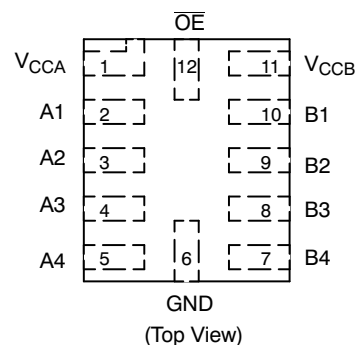 OE
VCCA 1 12 11 VCCB
A1 2 10 B1
A2 3 9 B2
A3 4 8 B3
A4 5 6 7 B4
GND
(Top View)